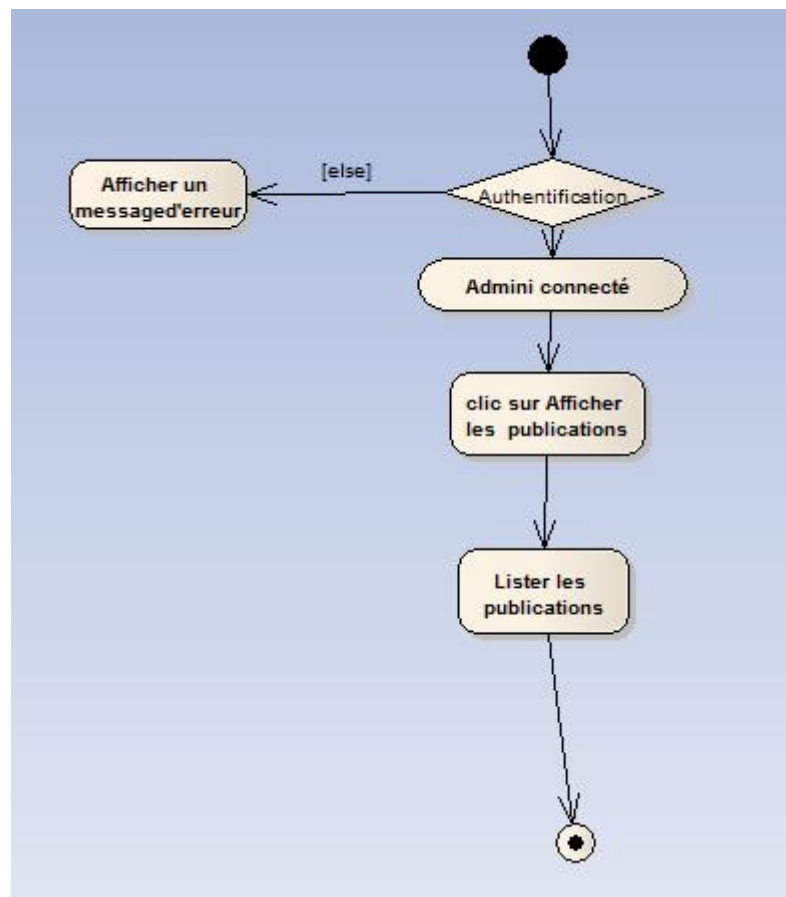 [else]
Afficher un
messaged'erreur
Authentification
Admini connecté
clic sur Afficher
les publications
Lister les
publications